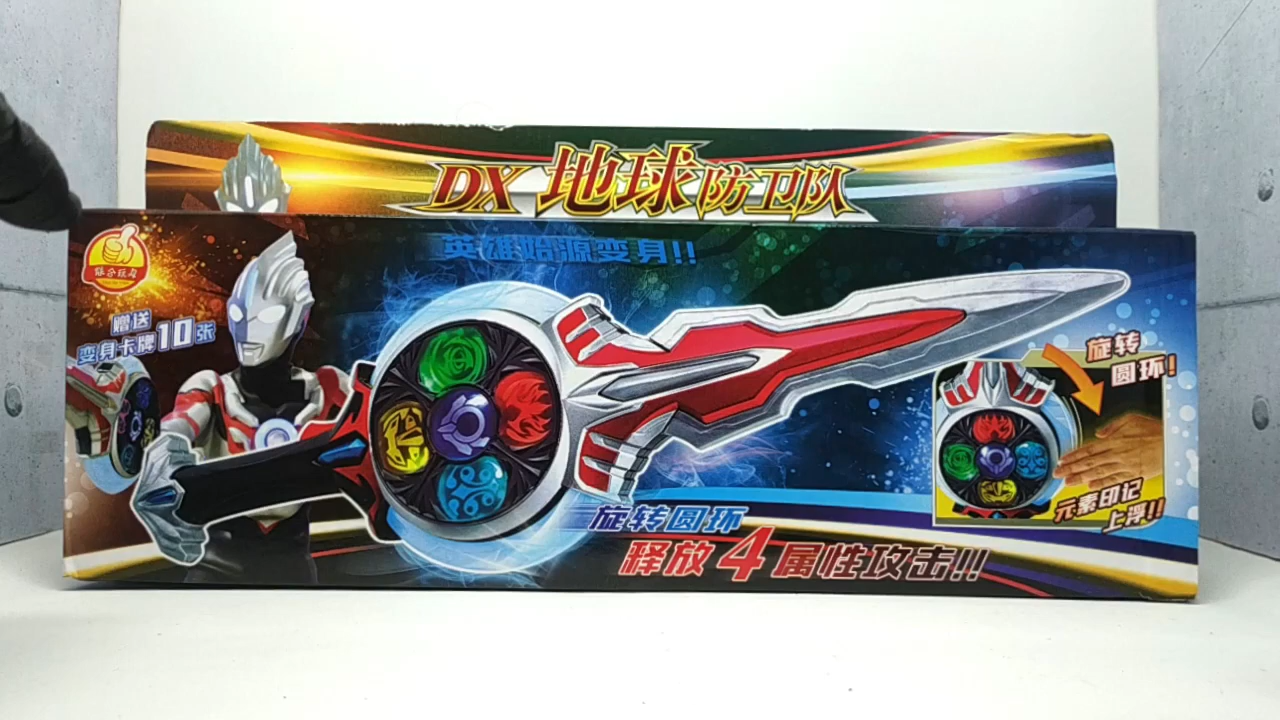 DX 地球防卫队
英雄始源变身!!
赠送
变身卡牌10张
旋转
圆环!
元素印记
上浮!!
旋转圆环
释放4属性攻击!!